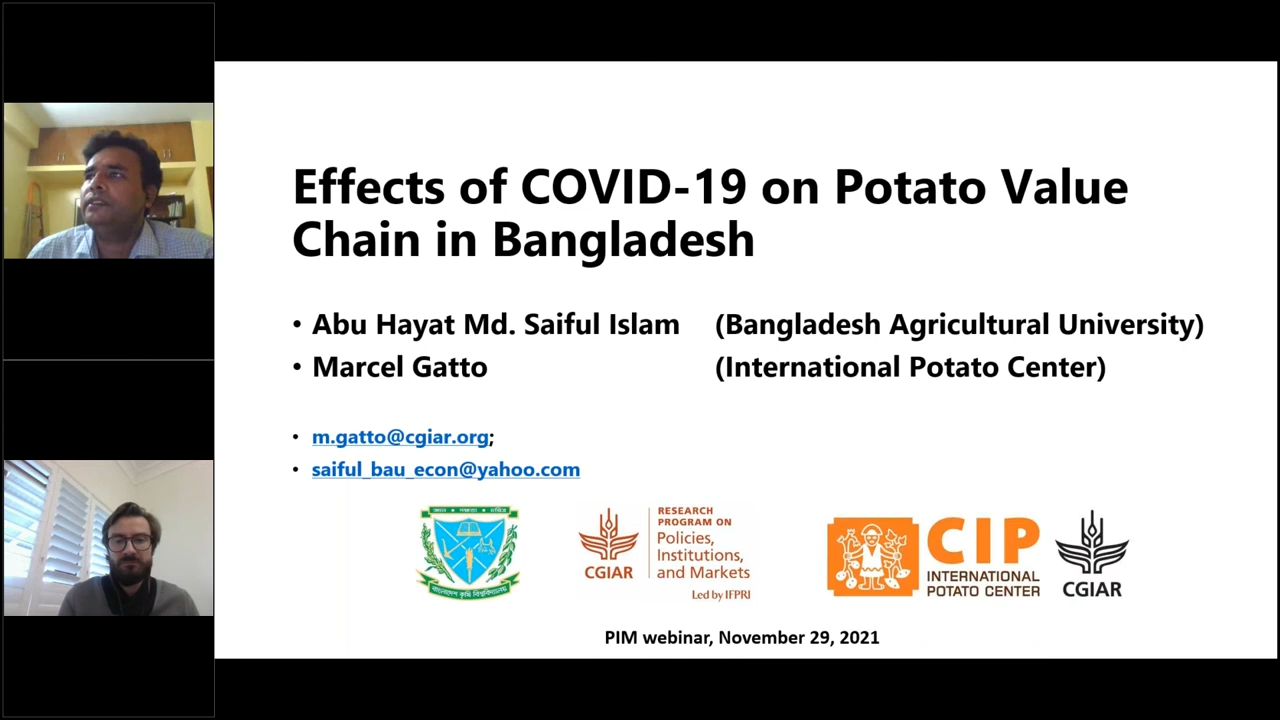 Effects of COVID-19 on Potato Value
Chain in Bangladesh
• Abu Hayat Md. Saiful Islam (Bangladesh Agricultural University)
• Marcel Gatto (International Potato Center)
• m.gatto@cgiar.org;
• saiful_bau_econ@yahoo.com
বাংলাদেশ কৃষি বিশ্ববিদ্যালয়
CGIAR
RESEARCH
PROGRAM ON
Policies,
Institutions,
and Markets
Led by IFPRI
CIP
INTERNATIONAL
POTATO CENTER
CGIAR
PIM webinar, November 29, 2021